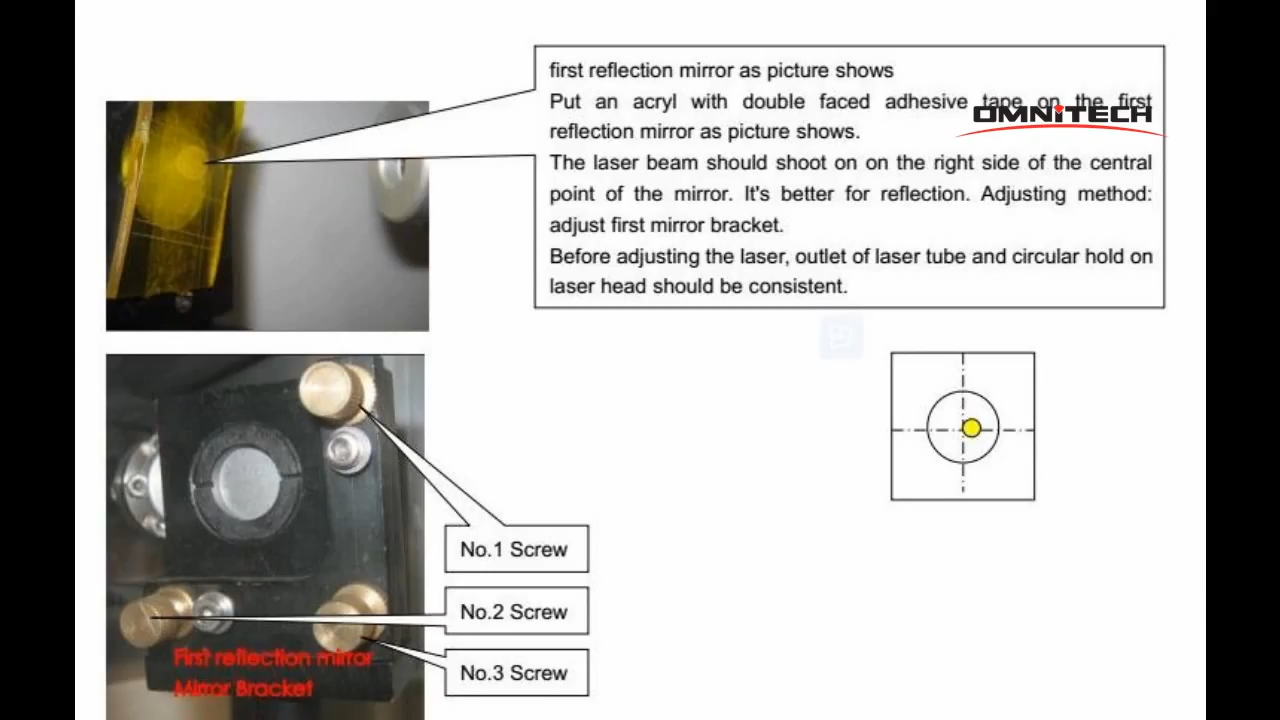 first reflection mirror as picture shows
Put an acryl with double faced adhesive tape on the first
OMNITECH
reflection mirror as picture shows.
The laser beam should shoot on on the right side of the central
point of the mirror. It's better for reflection. Adjusting method:
adjust first mirror bracket.
Before adjusting the laser, outlet of laser tube and circular hold on
laser head should be consistent.
No.1 Screw
No.2 Screw
No.3 Screw
First reflection mirror
Mirror Bracket